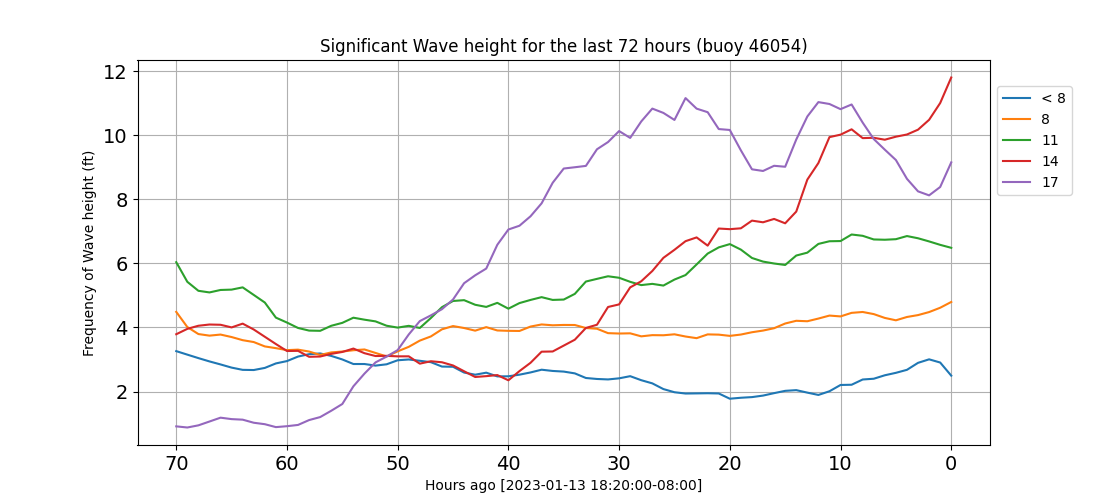 Significant Wave height for the last 72 hours (buoy 46054)
Frequency of Wave height (ft)
12
10
8
6
4
2
70 60 50 40 30 20 10 0
Hours ago [2023-01-13 18:20:00-08:00]
< 8
8
11
14
17